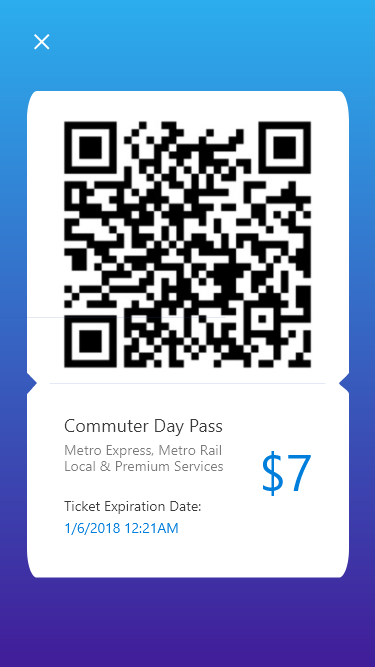 Commuter Day Pass
Metro Express, Metro Rail
Local & Premium Services
$7
Ticket Expiration Date:
1/6/2018 12:21AM